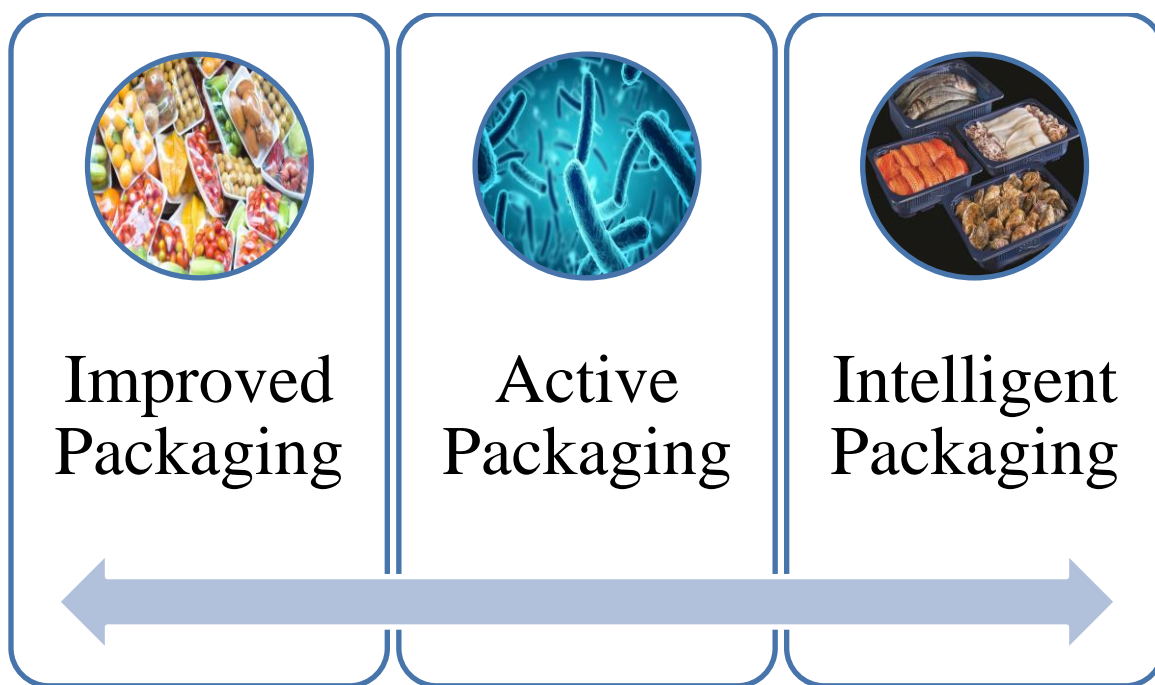 Improved
Packaging
Active
Packaging
Intelligent
Packaging